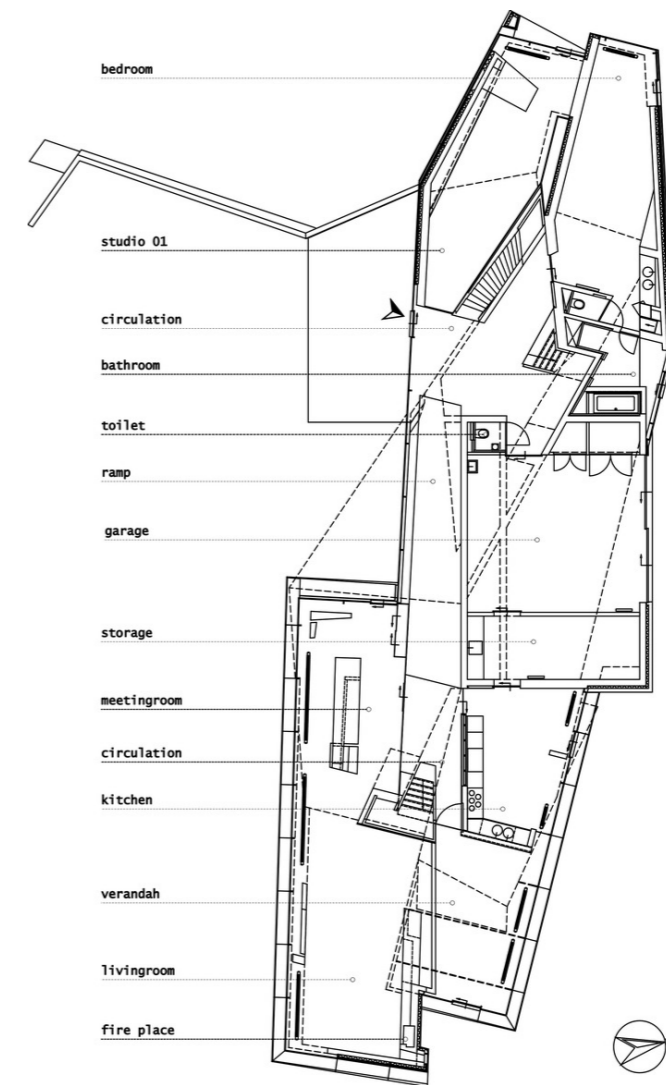 bedroom
studio 01
circulation
bathroom
toilet
ramp
garage
storage
meetingroom
circulation
kitchen
verandah
livingroom
fire place